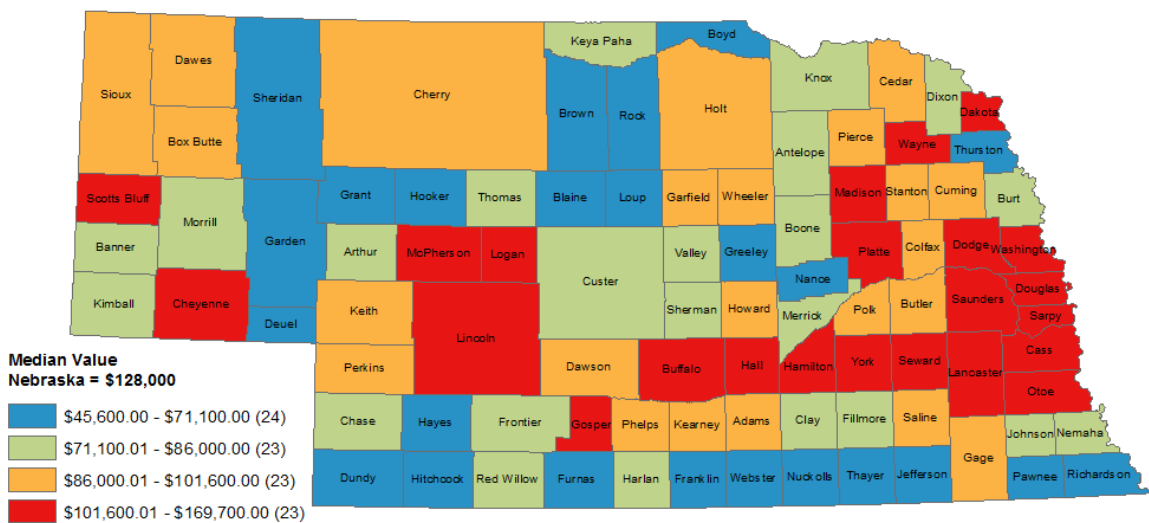 Boyd
Keya Paha
Dawes
Sioux
Sheridan
Cherry
Brown
Rock
Holt
Knox
Cedar
Dixon
Dakota
Box Butte
Antelope
Pierce
Wayne
Thurston
Scotts Bluff
Morrill
Grant
Hooker
Thomas
Blaine
Loup
Garfield
Wheeler
Madison
Stanton
Cuming
Burt
Banner
Garden
Arthur
McPherson
Logan
Custer
Valley
Greeley
Boone
Platte
Colfax
Dodge
Washington
Nance
Kimball
Cheyenne
Deuel
Keith
Lincoln
Sherman
Howard
Merrick
Polk
Butler
Saunders
Douglas
Sarpy
Perkins
Dawson
Buffalo
Hall
Hamilton
York
Seward
Lancaster
Cass
Otoe
Chase
Hayes
Frontier
Gosper
Phelps
Kearney
Adams
Clay
Fillmore
Saline
Gage
Johnson
Nemaha
Dundy
Hitchcock
Red Willow
Furnas
Harlan
Franklin
Webster
Nuckolls
Thayer
Jefferson
Pawnee
Richardson
Median Value
Nebraska = $128,000
$45,600.00 - $71,100.00 (24)
$71,100.01 - $86,000.00 (23)
$86,000.01 - $101,600.00 (23)
$101,600.01 - $169,700.00 (23)